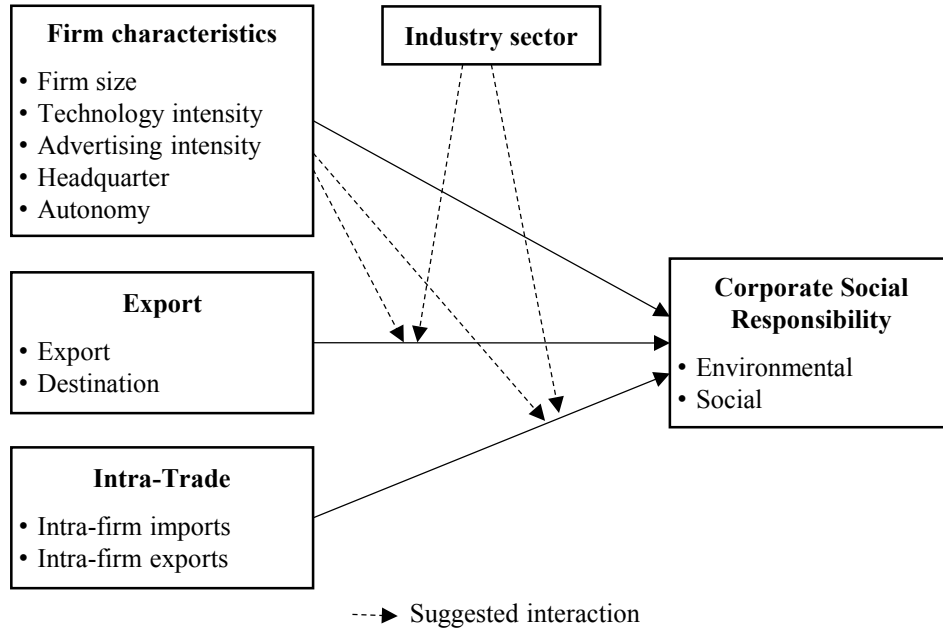 Firm characteristics
• Firm size
• Technology intensity
• Advertising intensity
• Headquarter
• Autonomy
Industry sector
Export
• Export
• Destination
Corporate Social
Responsibility
• Environmental
• Social
Intra-Trade
• Intra-firm imports
• Intra-firm exports
Suggested interaction